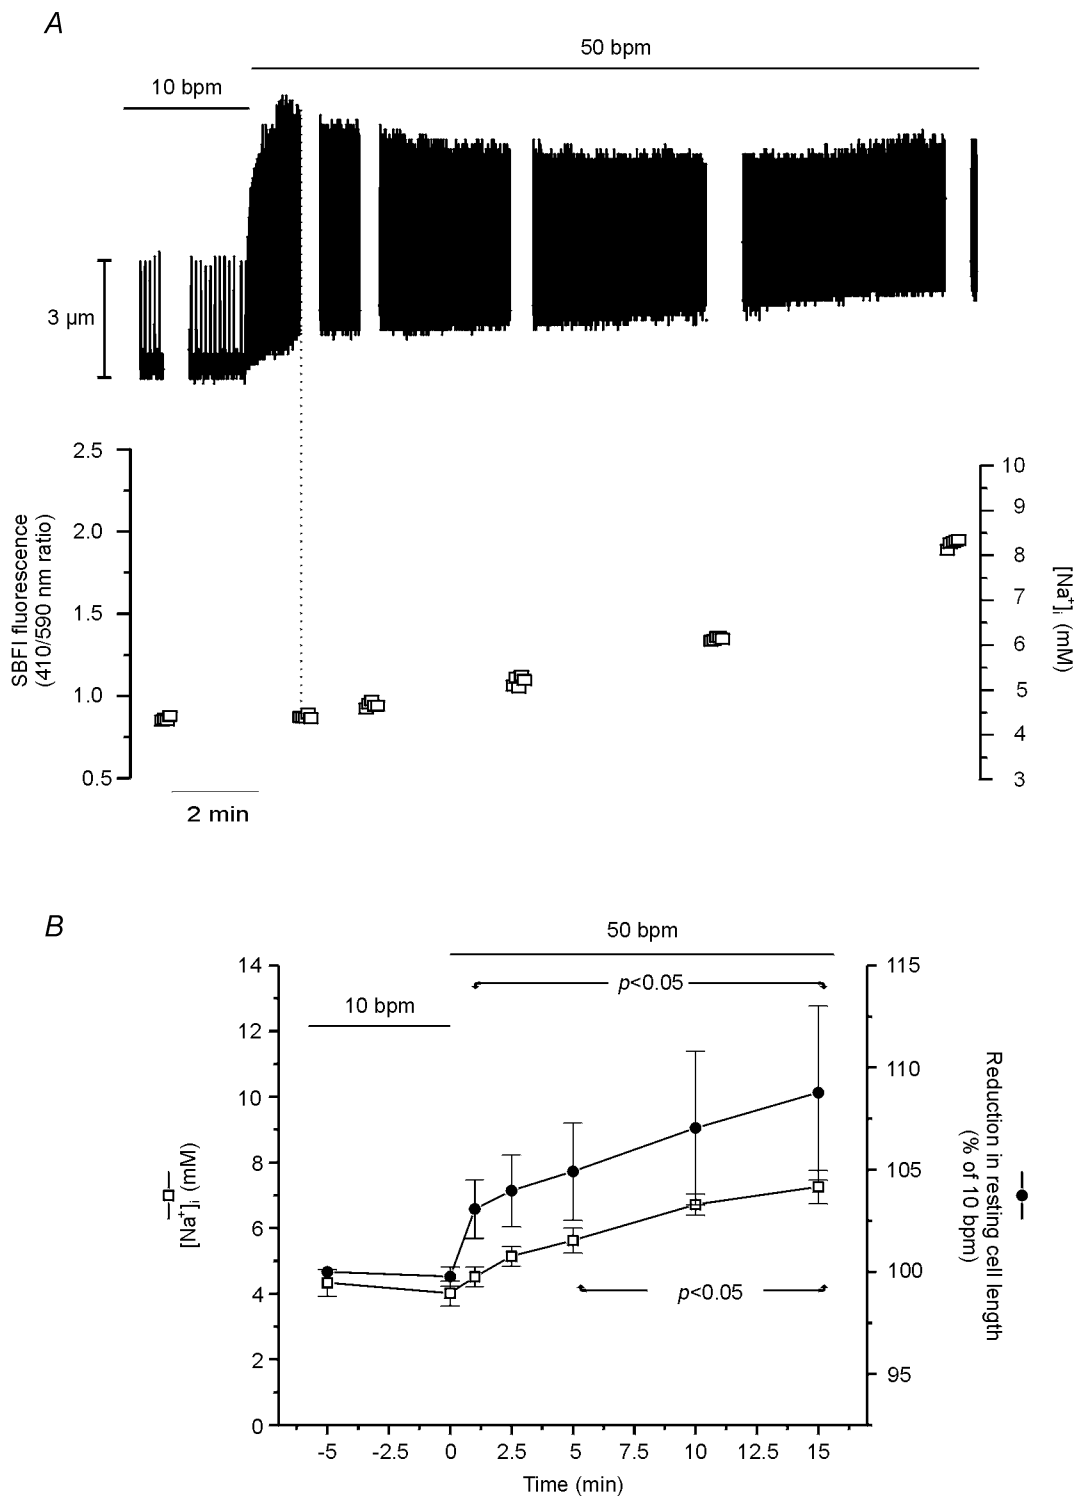 A
50 bpm
10 bpm
3 µm
2.5
2.0
1.5
1.0
0.5
SBFI fluorescence
(410/590 nm ratio)
10
9
8
7
6
5
4
3
[Na⁺]ᵢ (mM)
2 min
B
50 bpm
p<0.05
10 bpm
14
12
10
8
6
4
2
0
[Na⁺]ᵢ (mM)
115
110
105
100
95
Reduction in resting cell length
(% of 10 bpm)
p<0.05
-5
-2.5
0
2.5
5
7.5
10
12.5
15
Time (min)